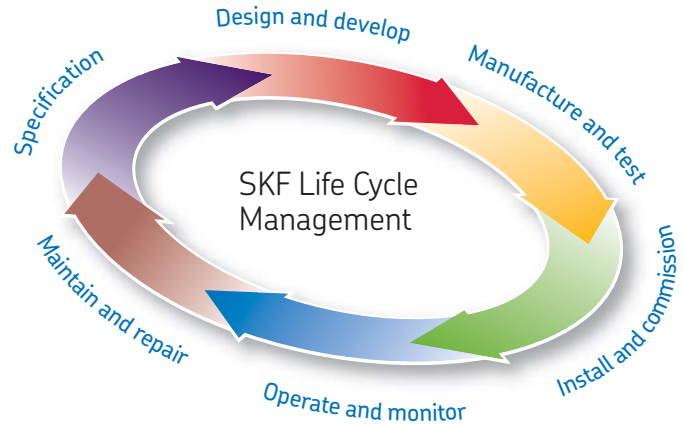 Design and develop
Manufacture and test
Install and commission
Operate and monitor
Maintain and repair
Specification
SKF Life Cycle
Management